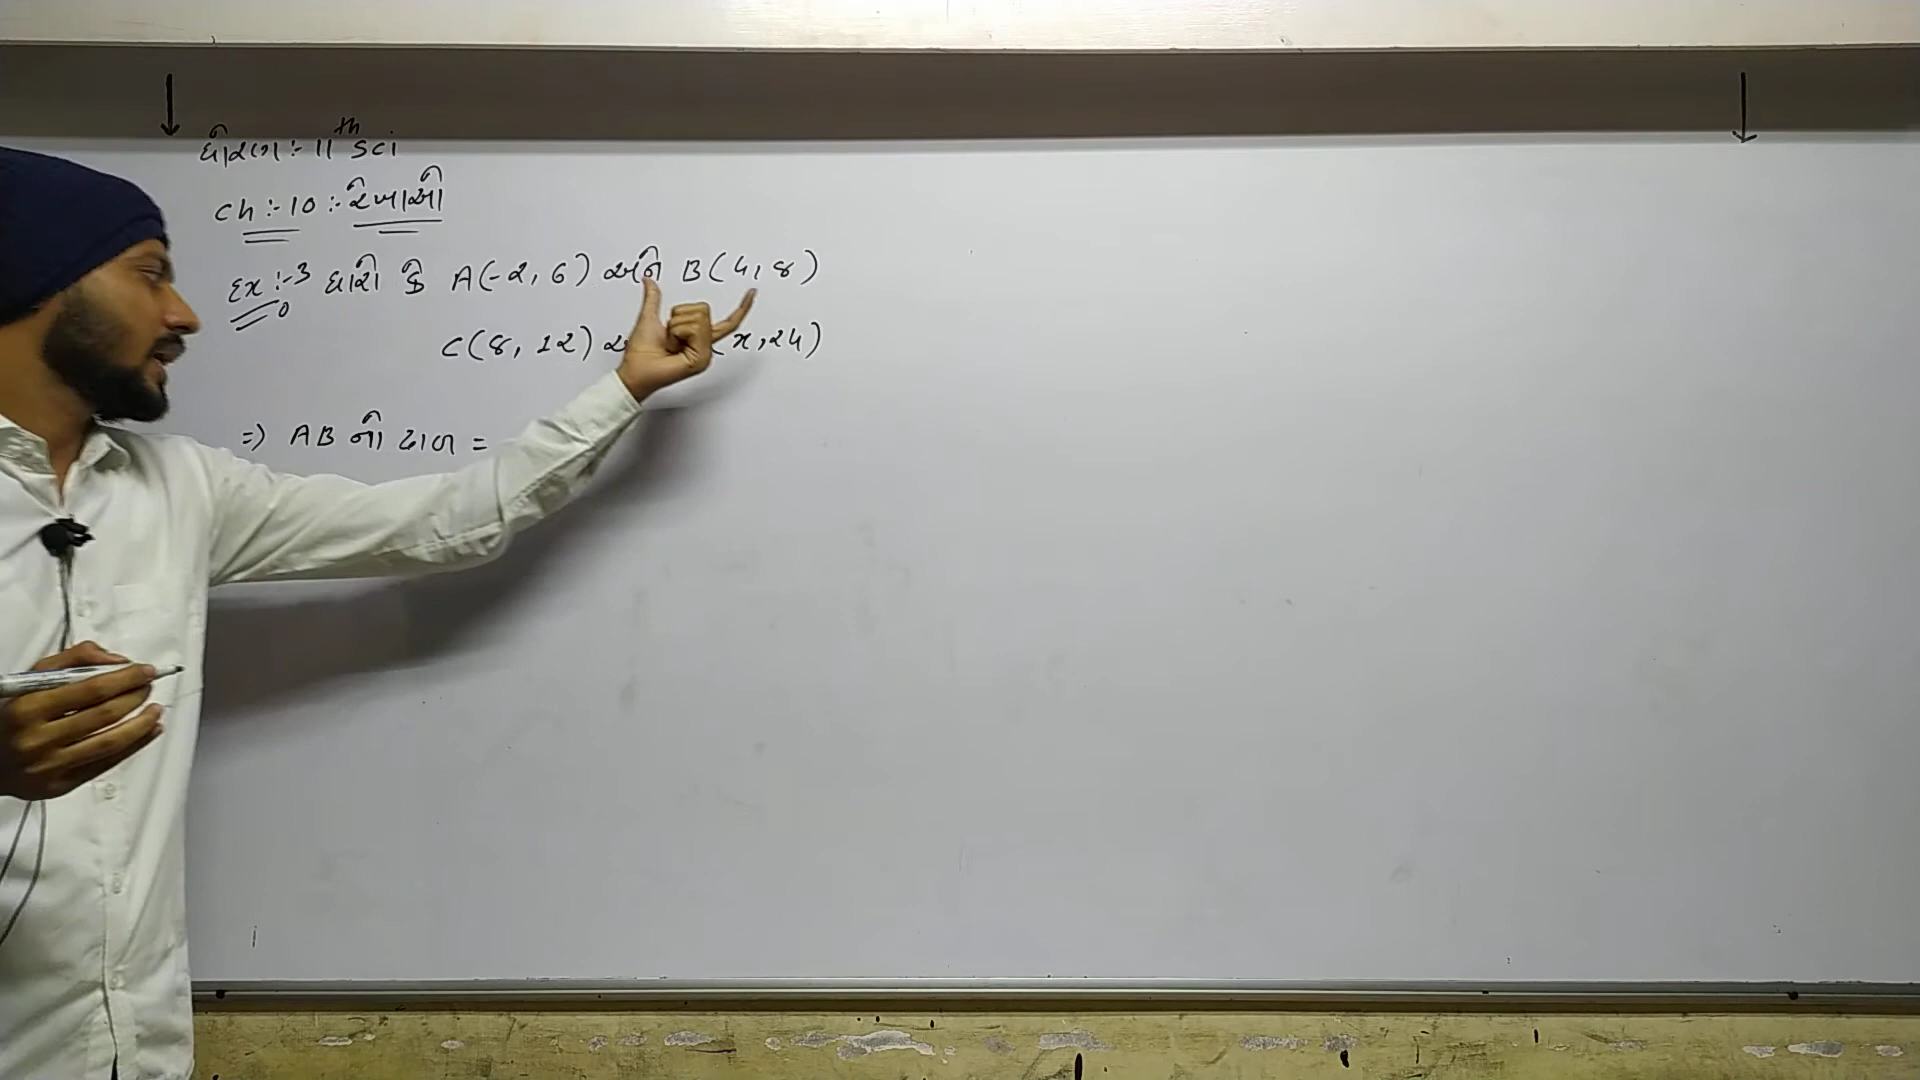 ધોરણ :- 11th Sci
Ch :- 10 :- રેખાઓ
Ex :- 3 ધારો કે A(-2, 6) અને B(4, 8)
C(8, 12) (x, 24)
=> AB નો ઢાળ =